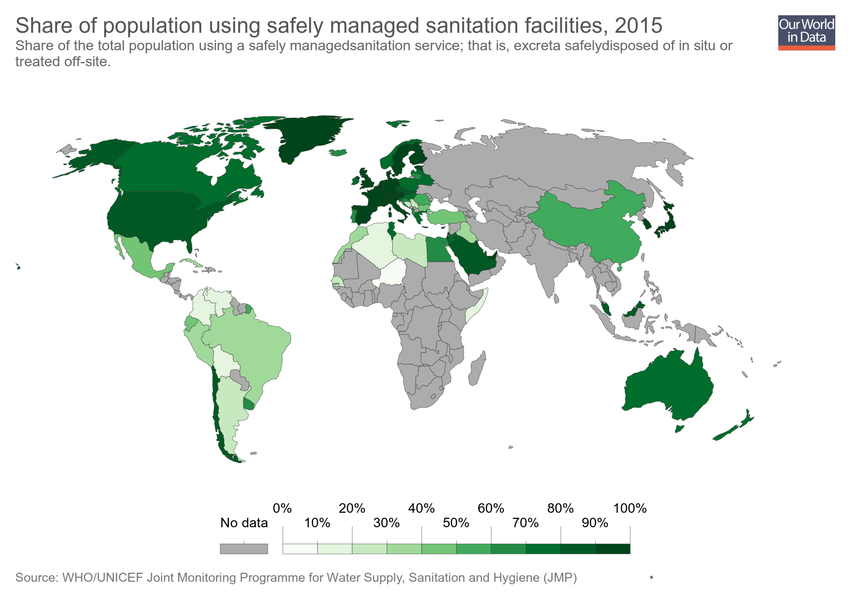 Share of population using safely managed sanitation facilities, 2015
Share of the total population using a safely managedsanitation service; that is, excreta safelydisposed of in situ or
treated off-site.
Our World
in Data
0% 20% 40% 60% 80% 100%
No data 10% 30% 50% 70% 90%
Source: WHO/UNICEF Joint Monitoring Programme for Water Supply, Sanitation and Hygiene (JMP) •